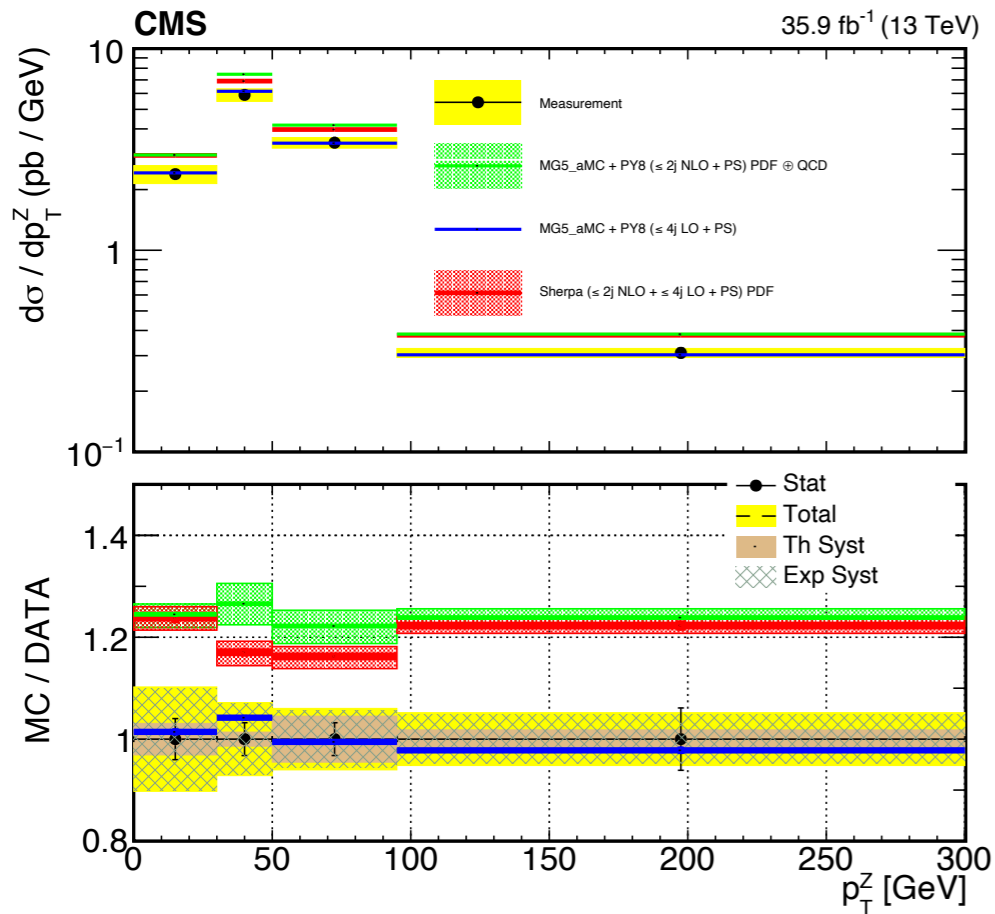 CMS
35.9 fb⁻¹ (13 TeV)
dσ / dp_T^Z (pb / GeV)
10
1
10⁻¹
Measurement
MG5_aMC + PY8 (≤ 2j NLO + PS) PDF ⊕ QCD
MG5_aMC + PY8 (≤ 4j LO + PS)
Sherpa (≤ 2j NLO + ≤ 4j LO + PS) PDF
MC / DATA
1.4
1.2
1
0.8
Stat
Total
Th Syst
Exp Syst
0 50 100 150 200 250 300
p_T^Z [GeV]